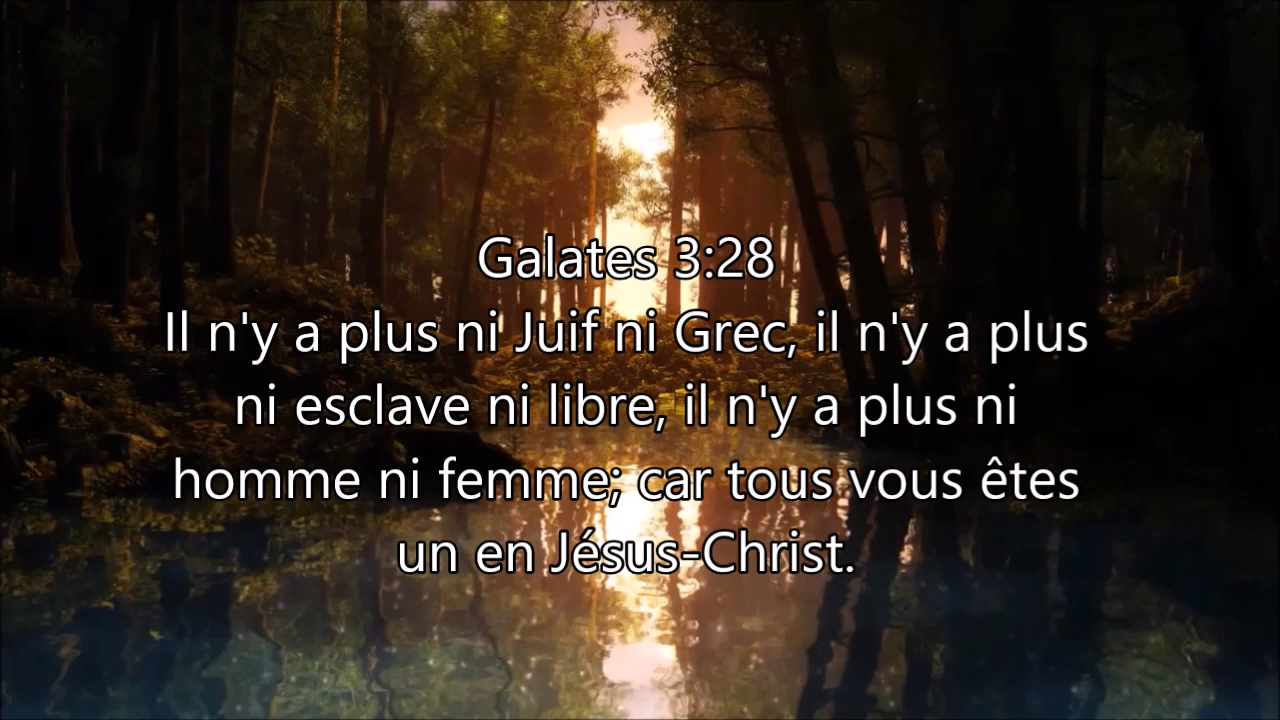 Galates 3:28
Il n'y a plus ni Juif ni Grec, il n'y a plus
ni esclave ni libre, il n'y a plus ni
homme ni femme; car tous vous êtes
un en Jésus-Christ.